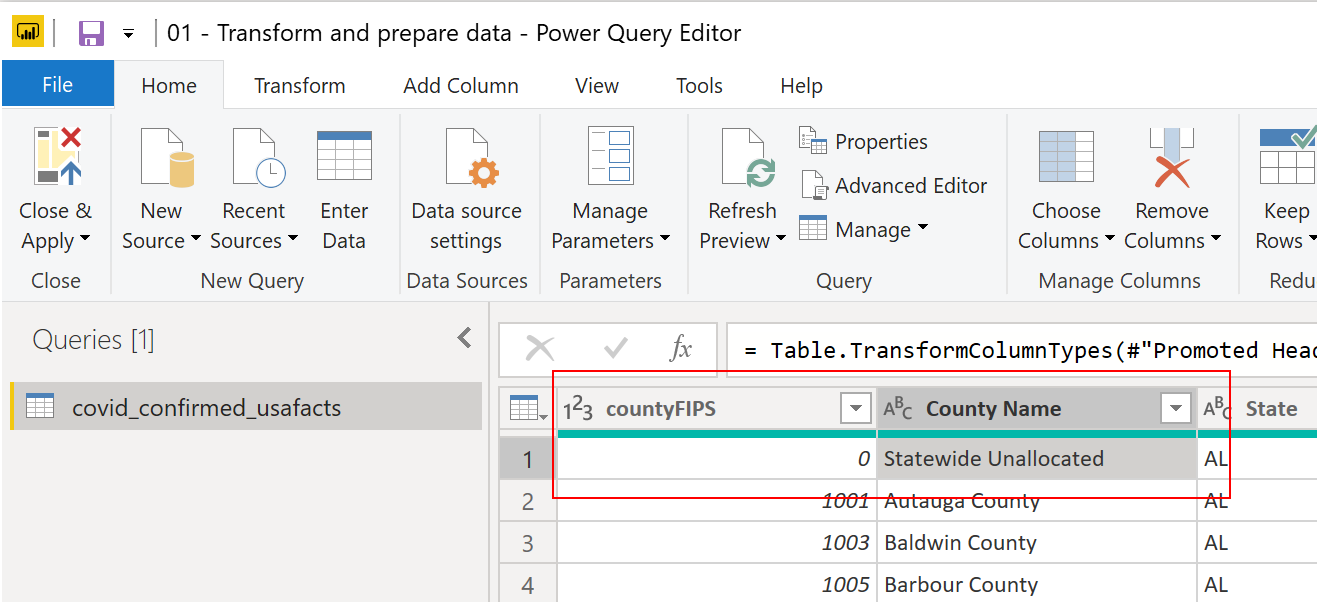 01 - Transform and prepare data - Power Query Editor
File Home Transform Add Column View Tools Help
Close & Apply
New Source
Recent Sources
Enter Data
Data source settings
Manage Parameters
Refresh Preview
Properties
Advanced Editor
Manage
Choose Columns
Remove Columns
Keep Rows
Close New Query Data Sources Parameters Query Manage Columns Redu
Queries [1]
fx = Table.TransformColumnTypes(#"Promoted Head
covid_confirmed_usafacts
123 countyFIPS ABC County Name ABC State
1 0 Statewide Unallocated AL
2 1001 Autauga County AL
3 1003 Baldwin County AL
4 1005 Barbour County AL